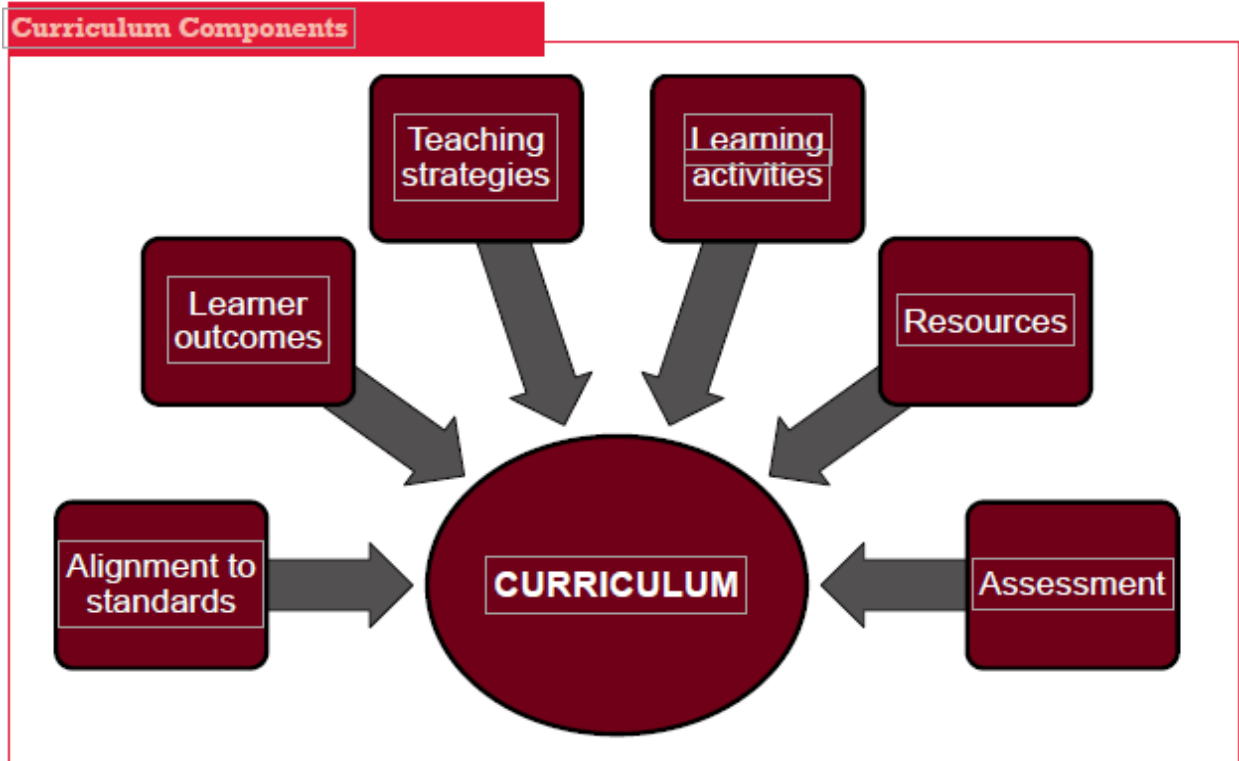 Curriculum Components
Teaching
strategies
Learning
activities
Learner
outcomes
Resources
Alignment to
standards
CURRICULUM
Assessment